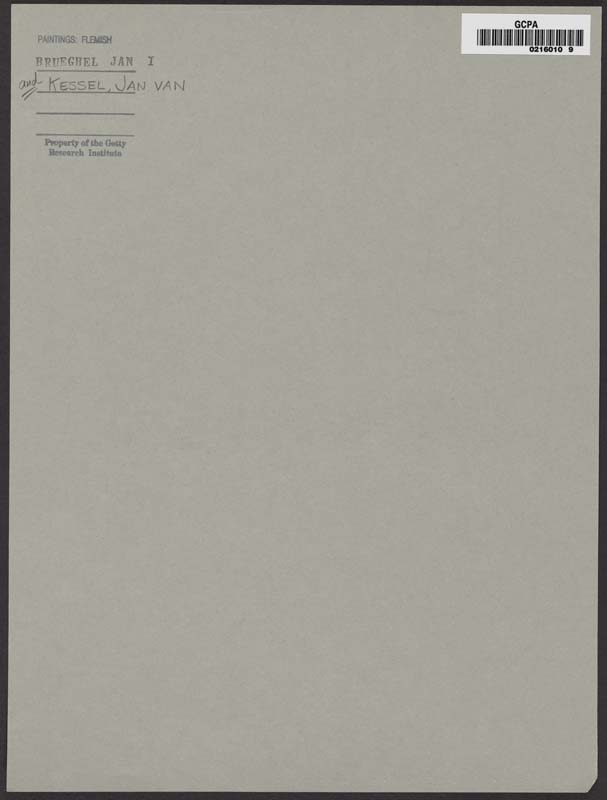 PAINTINGS: FLEMISH
BRUEGHEL JAN I
and KESSEL, JAN VAN
Property of the Getty
Research Institute
GCPA
0216010 9